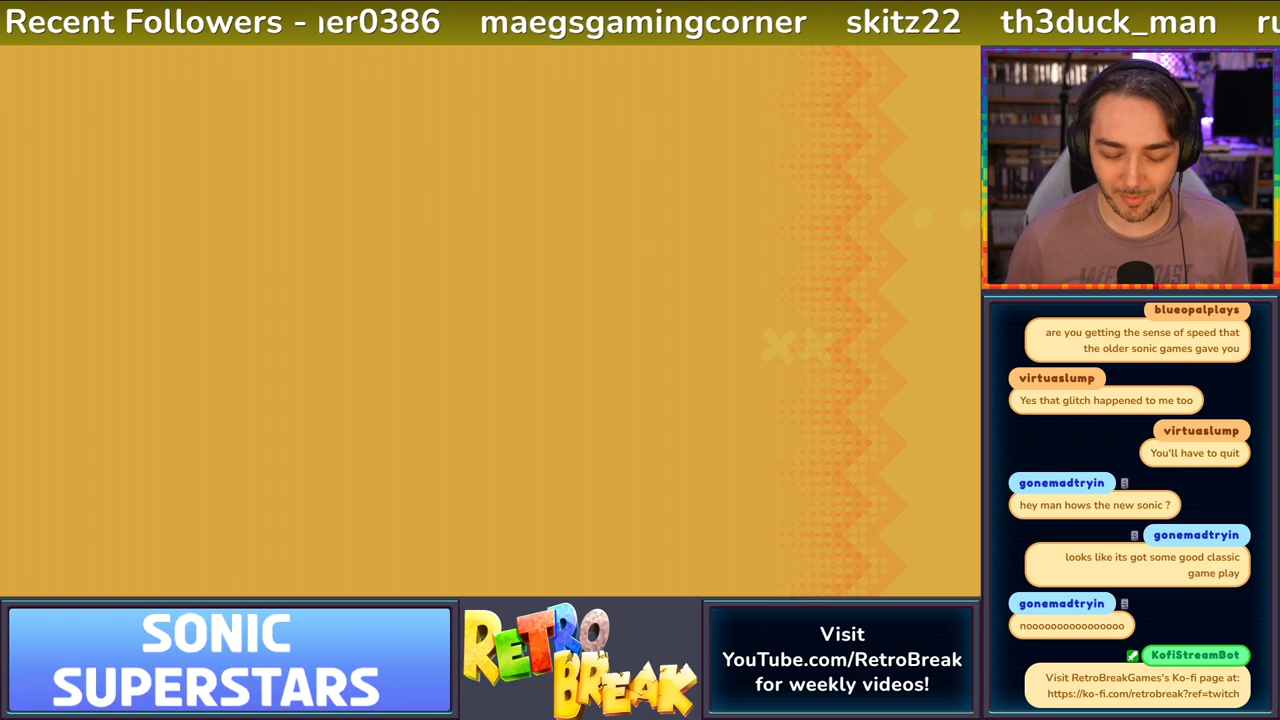 Recent Followers - ıer0386 maegsgamingcorner skitz22 th3duck_man ru
blueopalplays
are you getting the sense of speed that
the older sonic games gave you
virtuaslump
Yes that glitch happened to me too
virtuaslump
You'll have to quit
gonemadtryin
hey man hows the new sonic ?
gonemadtryin
looks like its got some good classic
game play
gonemadtryin
noooooooooooooooo
KofiStreamBot
Visit RetroBreakGames's Ko-fi page at:
https://ko-fi.com/retrobreak?ref=twitch
SONIC
SUPERSTARS
RETRO
BREAK
Visit
YouTube.com/RetroBreak
for weekly videos!